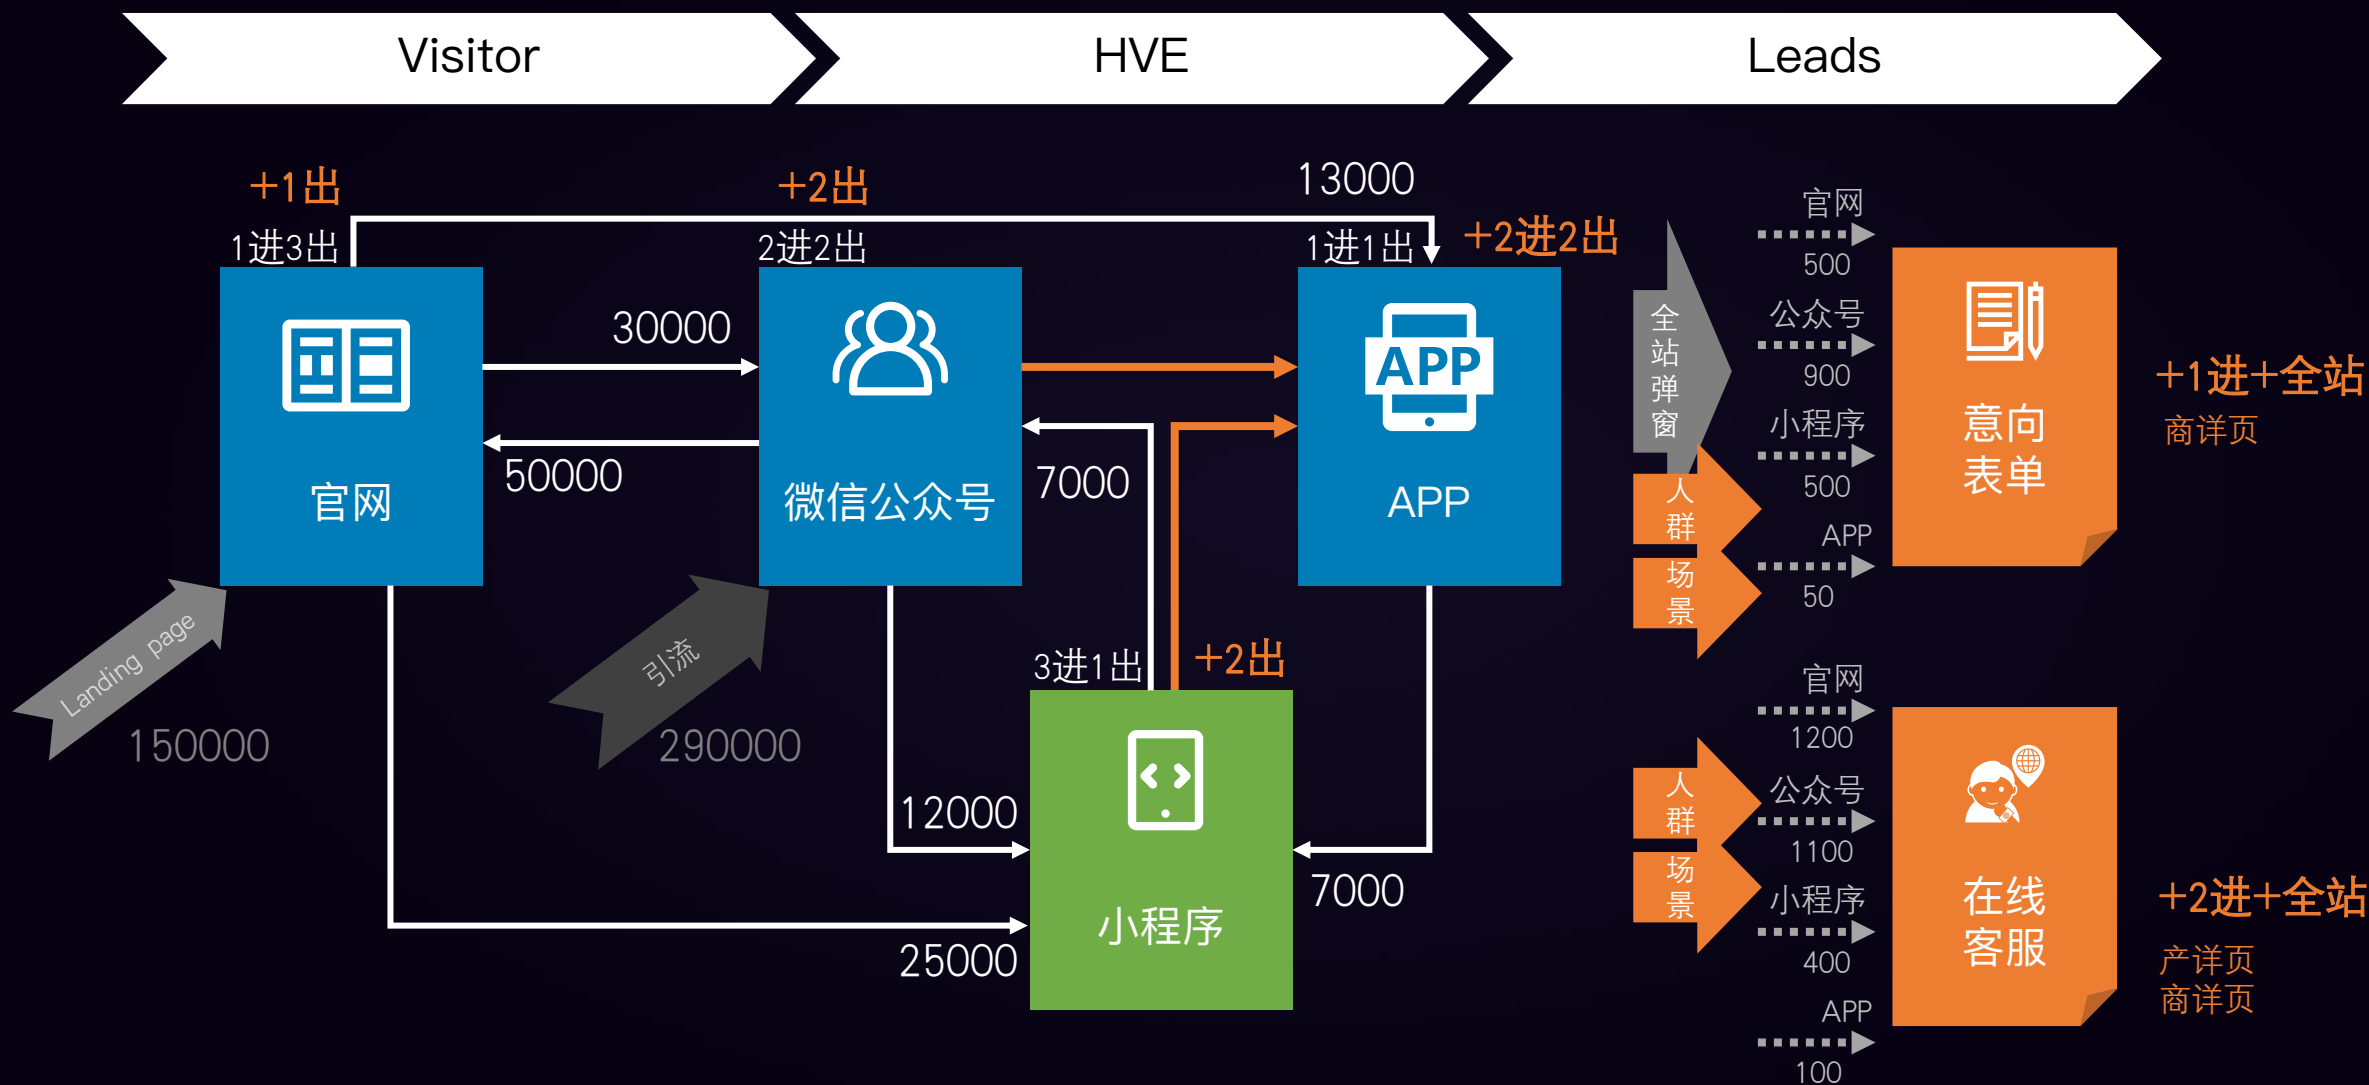 Visitor
HVE
Leads
+1出
+2出
13000
1进3出
2进2出
1进1出
+2进2出
30000
50000
7000
官网
微信公众号
APP
APP
Landing page
150000
引流
290000
3进1出
+2出
12000
25000
7000
小程序
全站弹窗
人群
场景
官网
500
公众号
900
小程序
500
APP
50
意向
表单
+1进+全站
商详页
人群
场景
官网
1200
公众号
1100
小程序
400
APP
100
在线
客服
+2进+全站
产详页
商详页